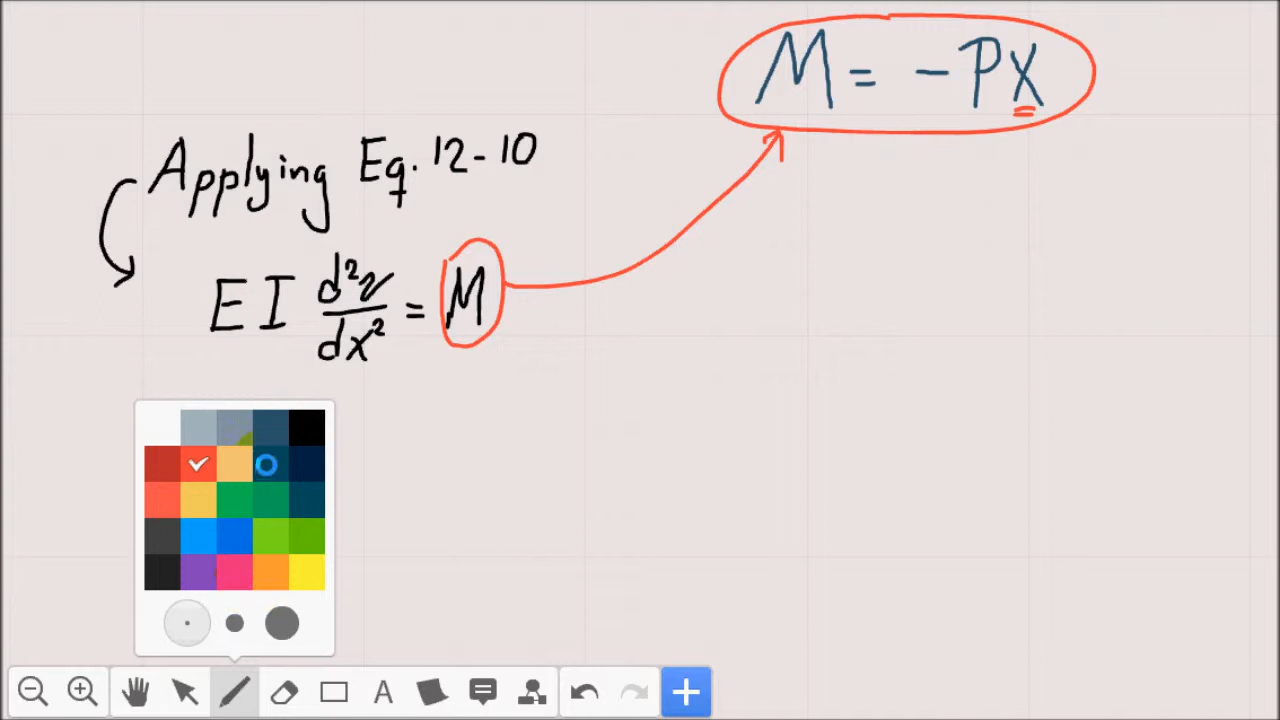 M = -PX
Applying Eq. 12-10
EI d²v/dx² = M
A